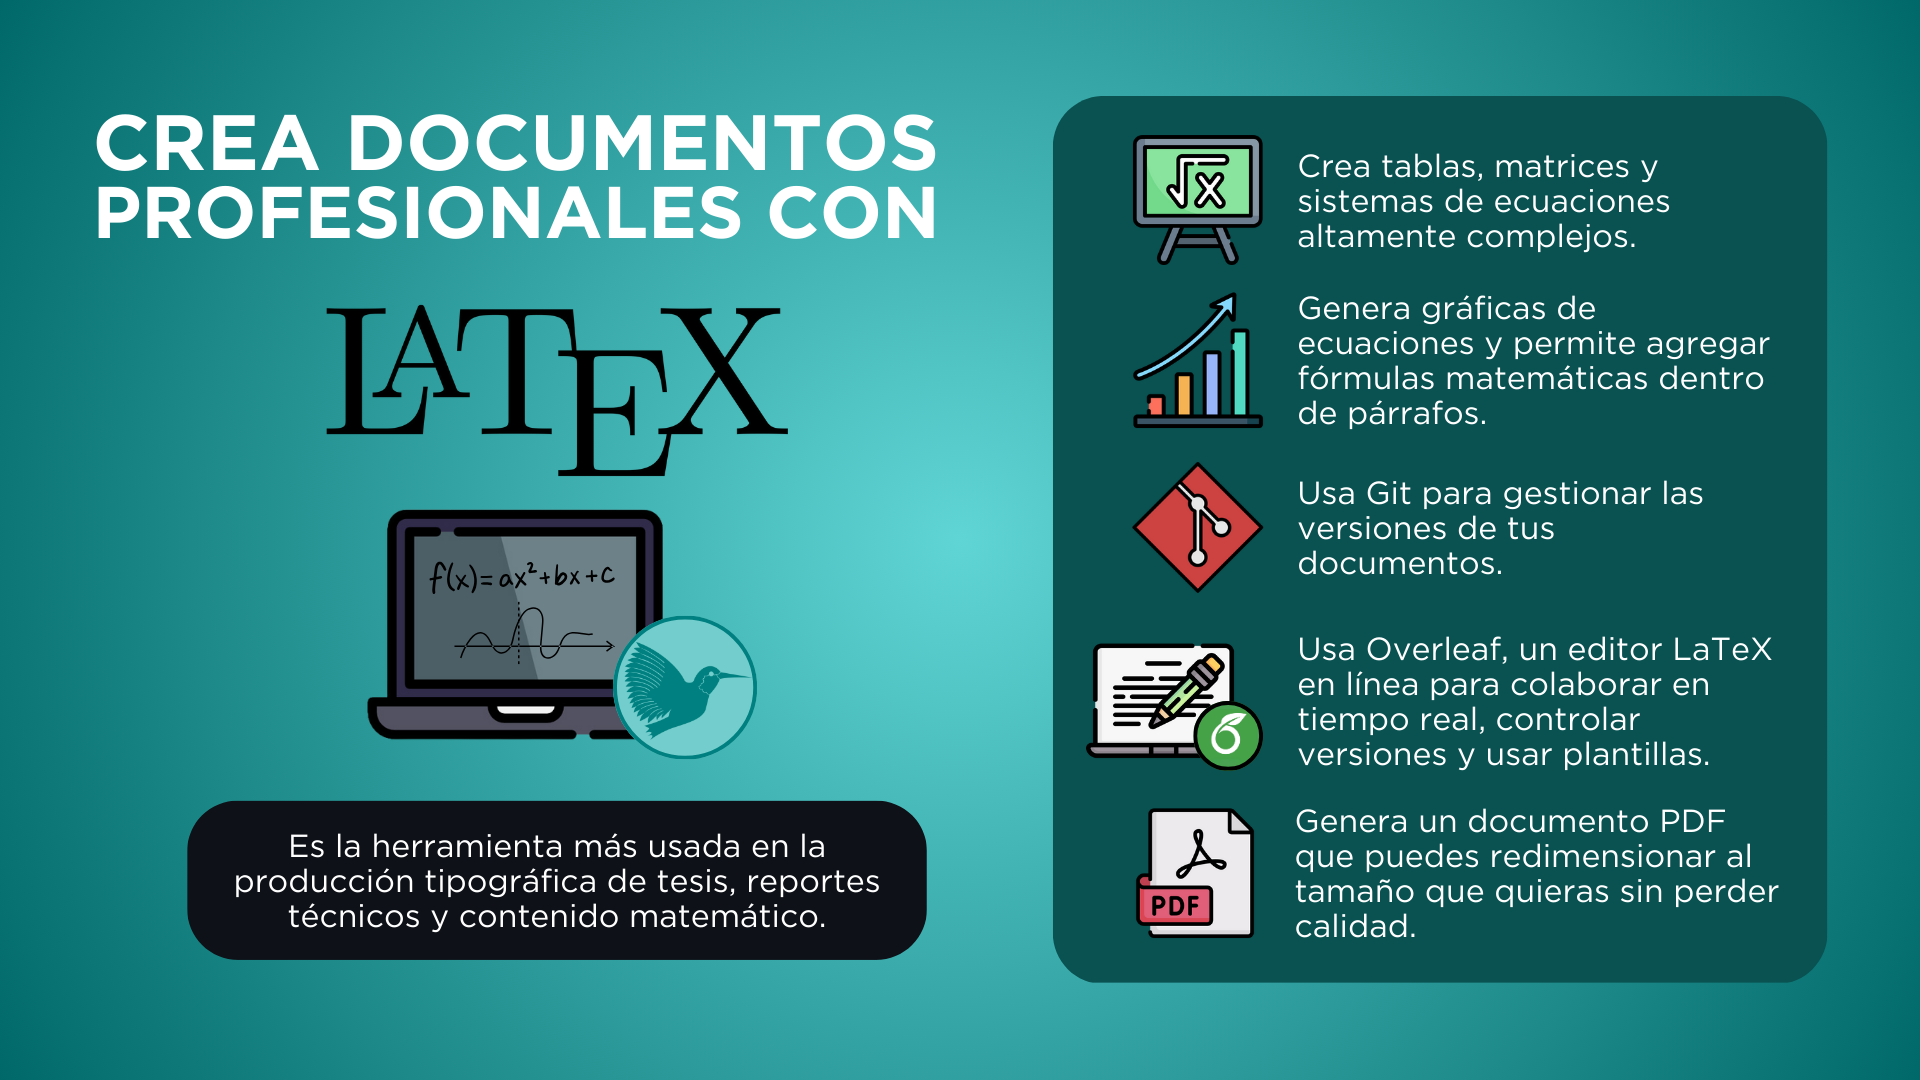 CREA DOCUMENTOS
PROFESIONALES CON
LATEX
f(x)=ax²+bx+c
Es la herramienta más usada en la
producción tipográfica de tesis, reportes
técnicos y contenido matemático.
√x
Crea tablas, matrices y
sistemas de ecuaciones
altamente complejos.
Genera gráficas de
ecuaciones y permite agregar
fórmulas matemáticas dentro
de párrafos.
Usa Git para gestionar las
versiones de tus
documentos.
Usa Overleaf, un editor LaTeX
en línea para colaborar en
tiempo real, controlar
versiones y usar plantillas.
PDF
Genera un documento PDF
que puedes redimensionar al
tamaño que quieras sin perder
calidad.